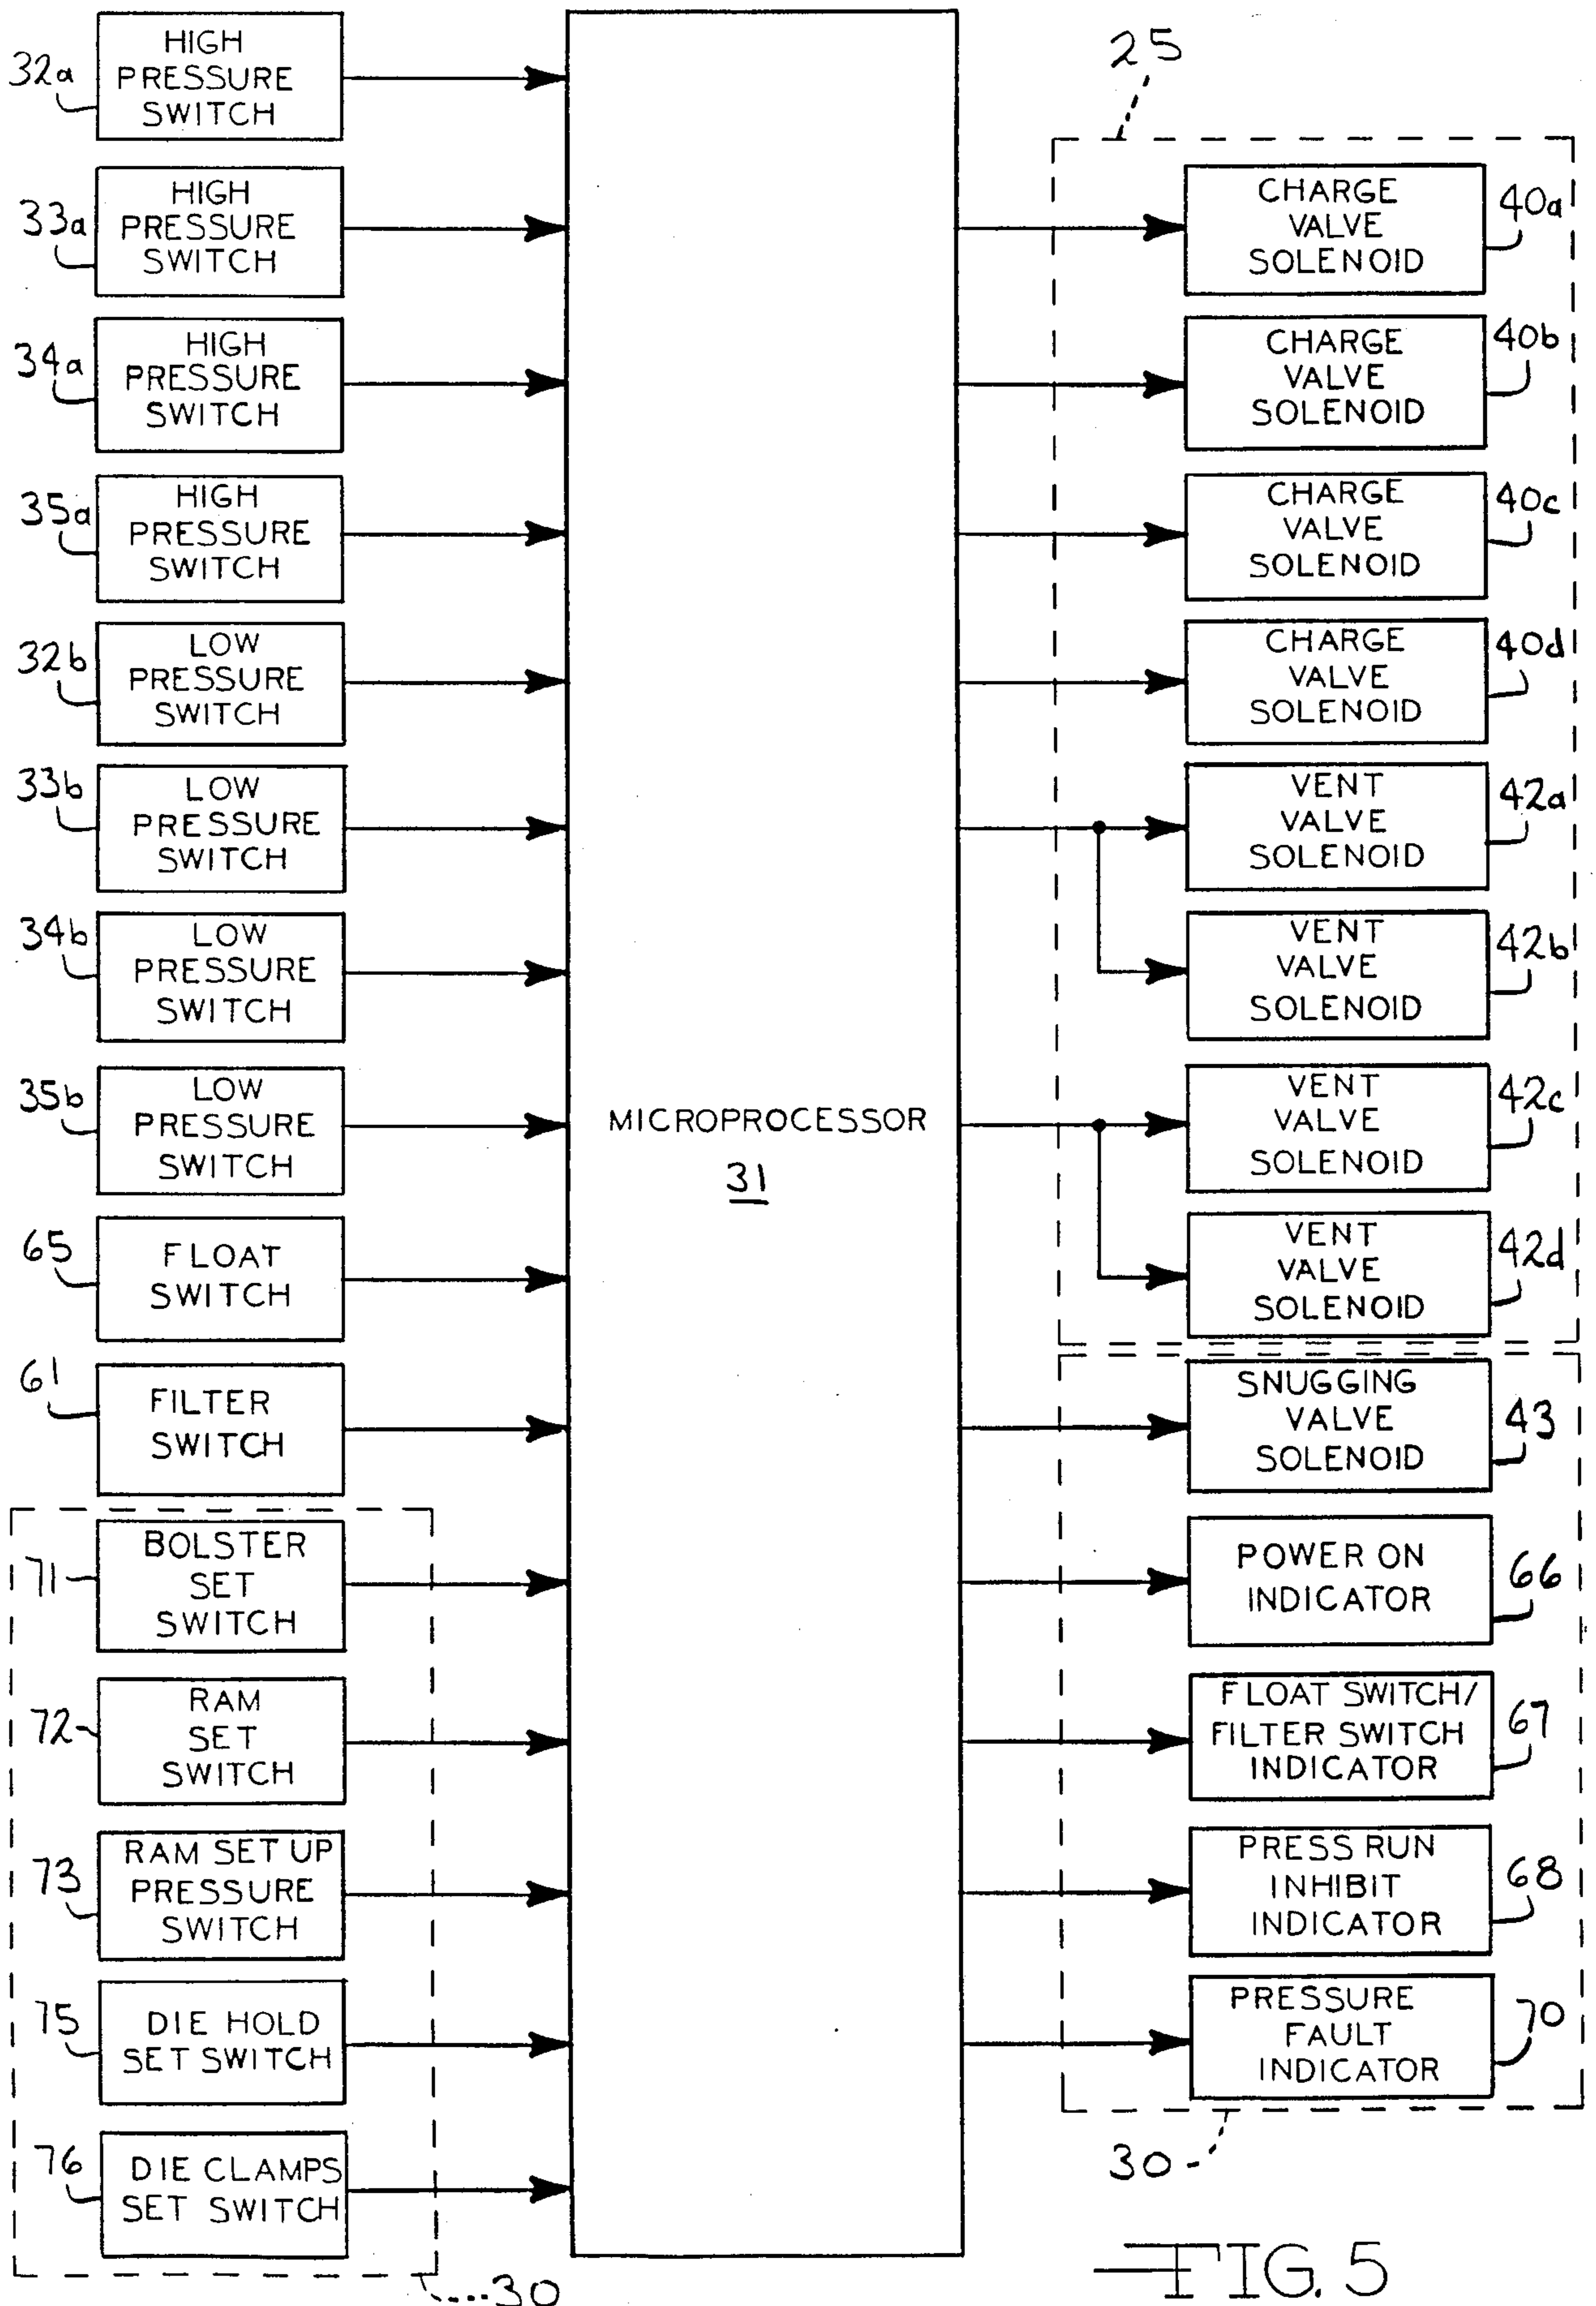 32a
HIGH
PRESSURE
SWITCH
33a
HIGH
PRESSURE
SWITCH
34a
HIGH
PRESSURE
SWITCH
35a
HIGH
PRESSURE
SWITCH
32b
LOW
PRESSURE
SWITCH
33b
LOW
PRESSURE
SWITCH
34b
LOW
PRESSURE
SWITCH
35b
LOW
PRESSURE
SWITCH
65
FLOAT
SWITCH
61
FILTER
SWITCH
71
BOLSTER
SET
SWITCH
72
RAM
SET
SWITCH
73
RAM SET UP
PRESSURE
SWITCH
75
DIE HOLD
SET SWITCH
76
DIE CLAMPS
SET SWITCH
30
MICROPROCESSOR
31
25
CHARGE
VALVE
SOLENOID
40a
CHARGE
VALVE
SOLENOID
40b
CHARGE
VALVE
SOLENOID
40c
CHARGE
VALVE
SOLENOID
40d
VENT
VALVE
SOLENOID
42a
VENT
VALVE
SOLENOID
42b
VENT
VALVE
SOLENOID
42c
VENT
VALVE
SOLENOID
42d
SNUGGING
VALVE
SOLENOID
43
POWER ON
INDICATOR
66
FLOAT SWITCH/
FILTER SWITCH
INDICATOR
67
PRESS RUN
INHIBIT
INDICATOR
68
PRESSURE
FAULT
INDICATOR
70
30
FIG. 5